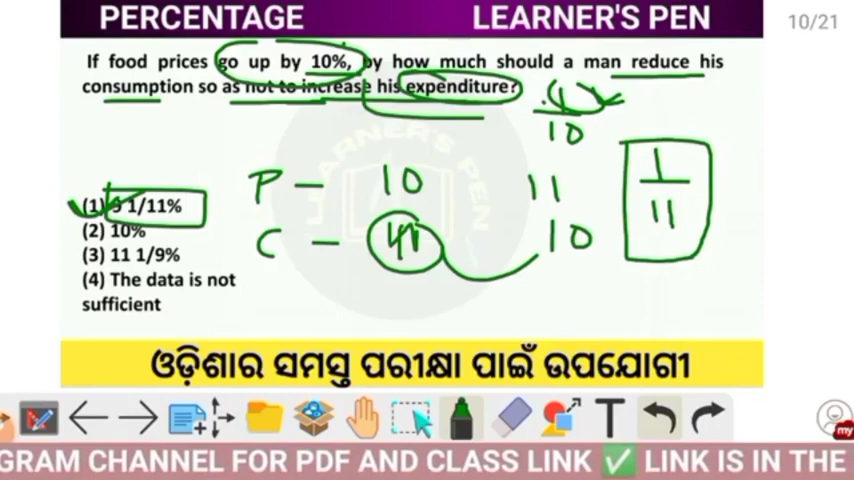 PERCENTAGE LEARNER'S PEN
10/21
If food prices go up by 10%, by how much should a man reduce his
consumption so as not to increase his expenditure?
1
10
P - 10 11
1
11
C - 11 10
(1) 9 1/11%
(2) 10%
(3) 11 1/9%
(4) The data is not
sufficient
LEARNER'S PEN
ଓଡ଼ିଶାର ସମସ୍ତ ପରୀକ୍ଷା ପାଇଁ ଉପଯୋଗୀ
T
my
GRAM CHANNEL FOR PDF AND CLASS LINK ✅ LINK IS IN THE